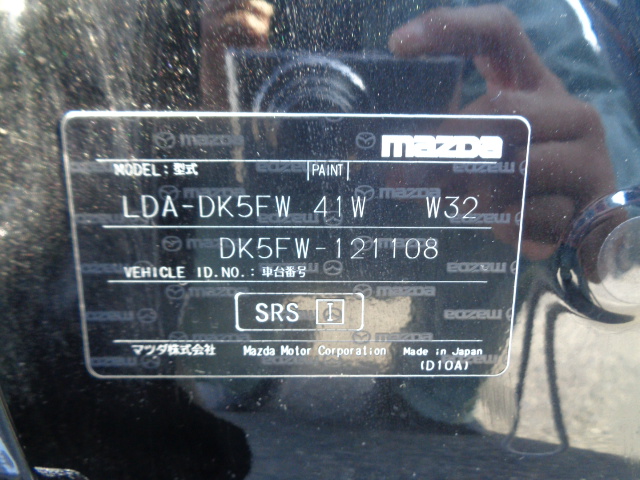 mazda
MODEL: 型式 PAINT
LDA-DK5FW 41W W32
DK5FW-121108
VEHICLE ID.NO.: 車台番号
SRS I
マツダ株式会社 Mazda Motor Corporation Made in Japan
(D10A)